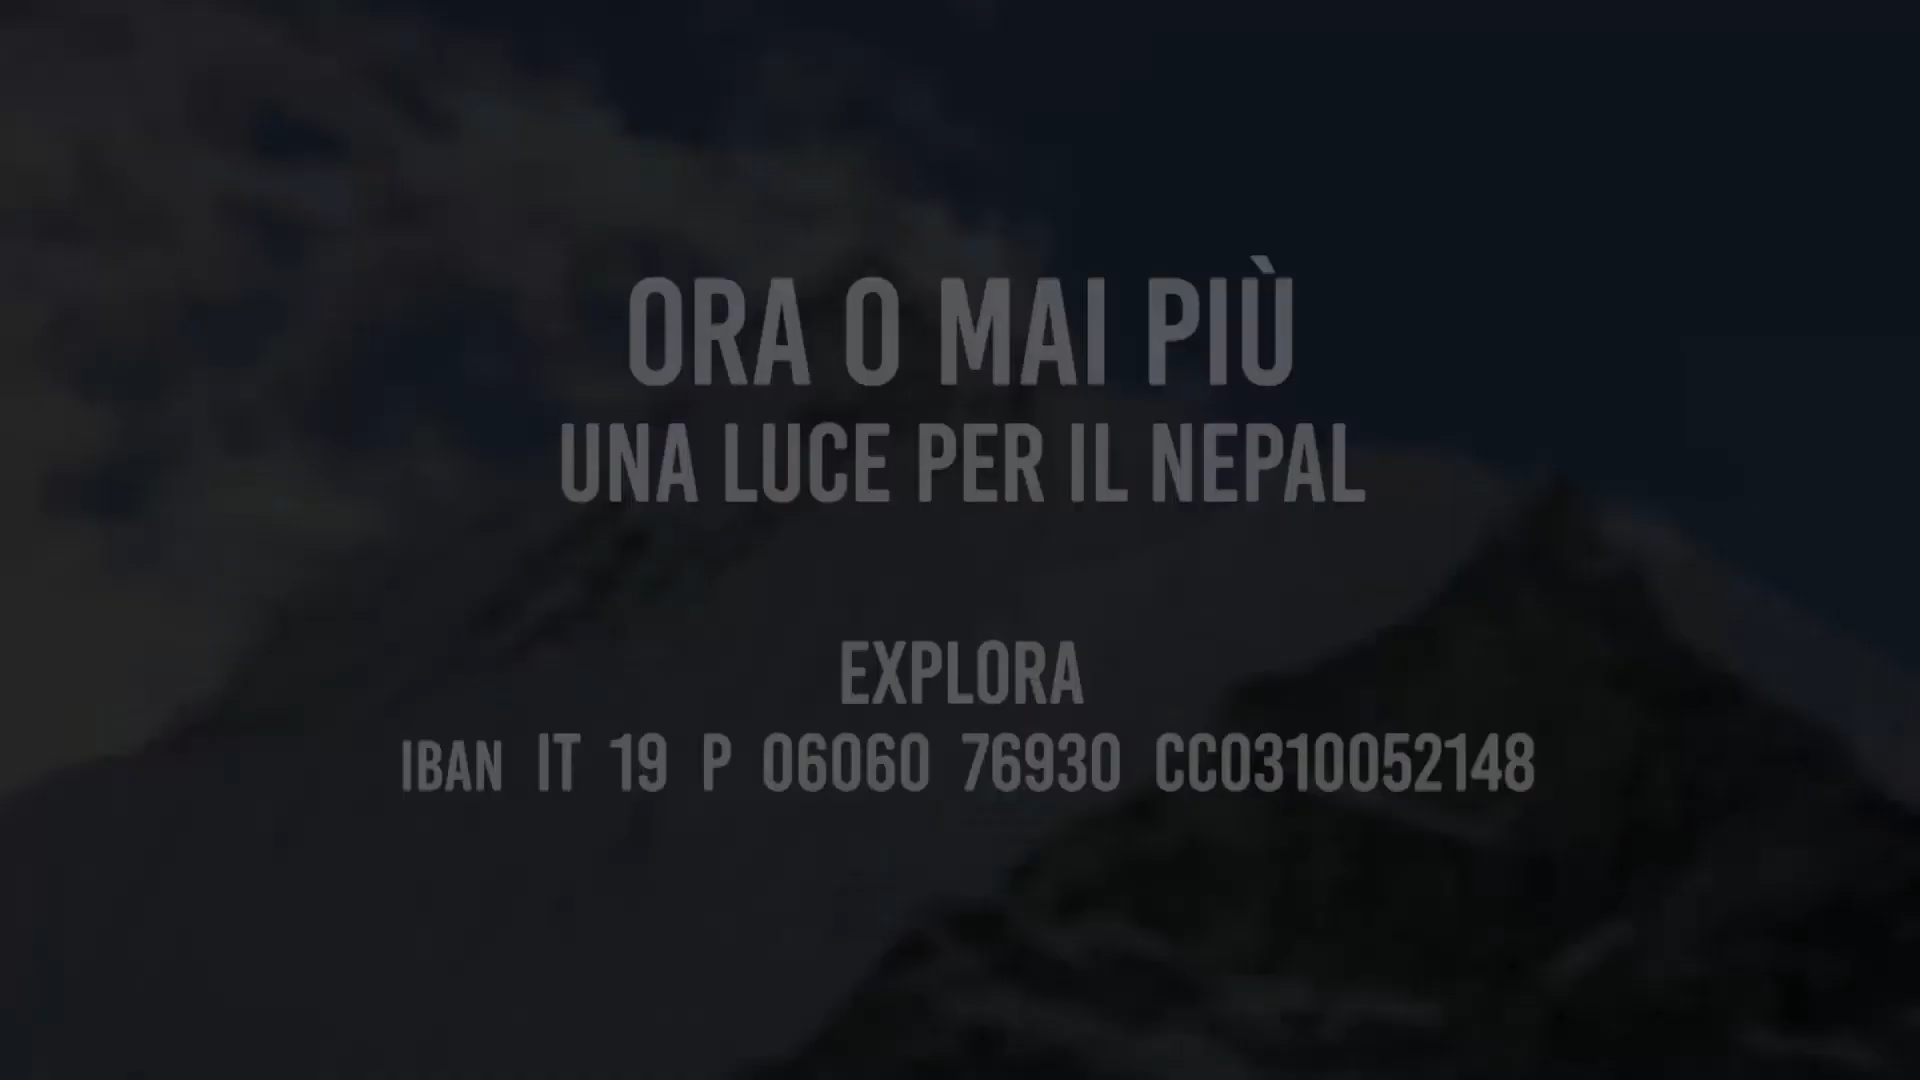 ORA O MAI PIÙ
UNA LUCE PER IL NEPAL
EXPLORA
IBAN IT 19 P 06060 76930 CC0310052148